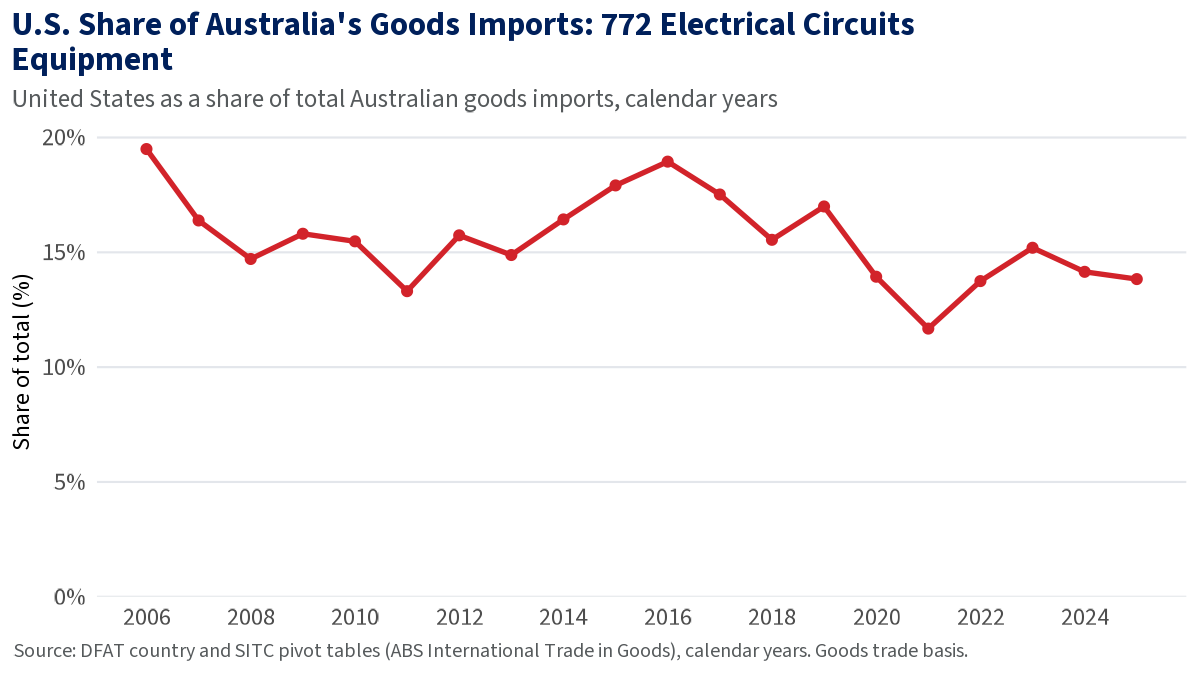 U.S. Share of Australia's Goods Imports: 772 Electrical Circuits
Equipment
United States as a share of total Australian goods imports, calendar years
Share of total (%)
20%
15%
10%
5%
0%
2006 2008 2010 2012 2014 2016 2018 2020 2022 2024
Source: DFAT country and SITC pivot tables (ABS International Trade in Goods), calendar years. Goods trade basis.